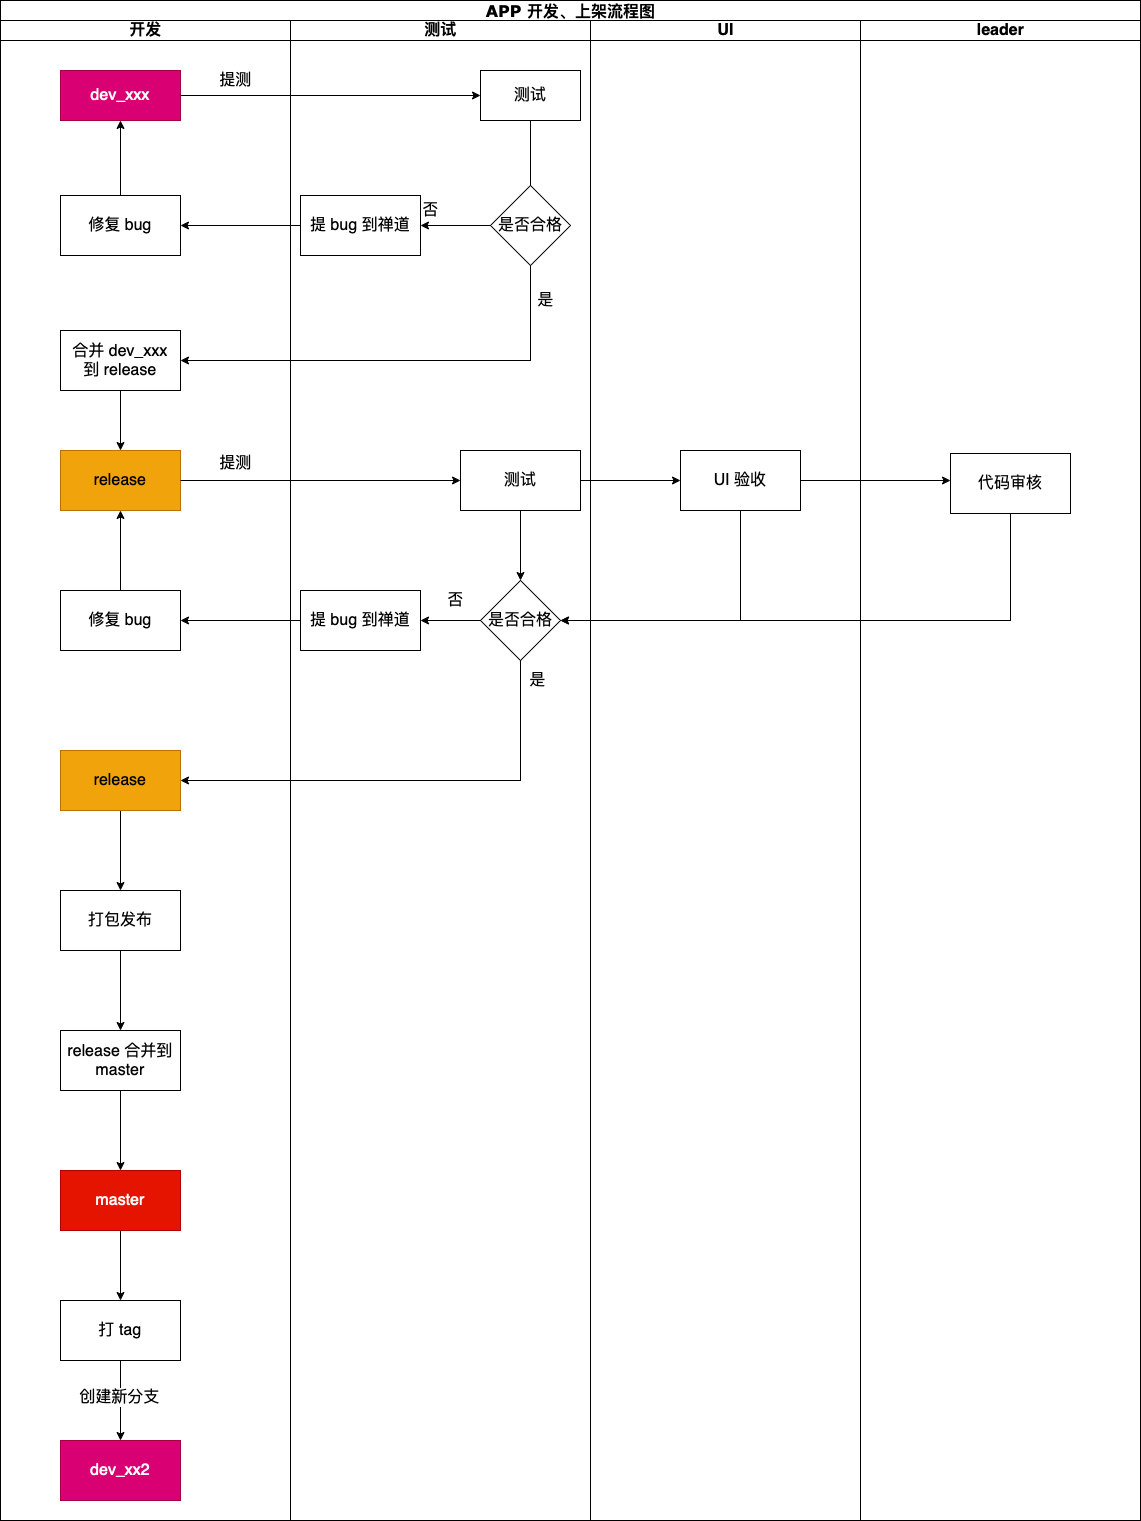 APP 开发、上架流程图
开发
测试
UI
leader
dev_xxx
提测
测试
修复 bug
提 bug 到禅道
否
是否合格
是
合并 dev_xxx
到 release
release
提测
测试
UI 验收
代码审核
修复 bug
提 bug 到禅道
否
是否合格
是
release
打包发布
release 合并到
master
master
打 tag
创建新分支
dev_xx2